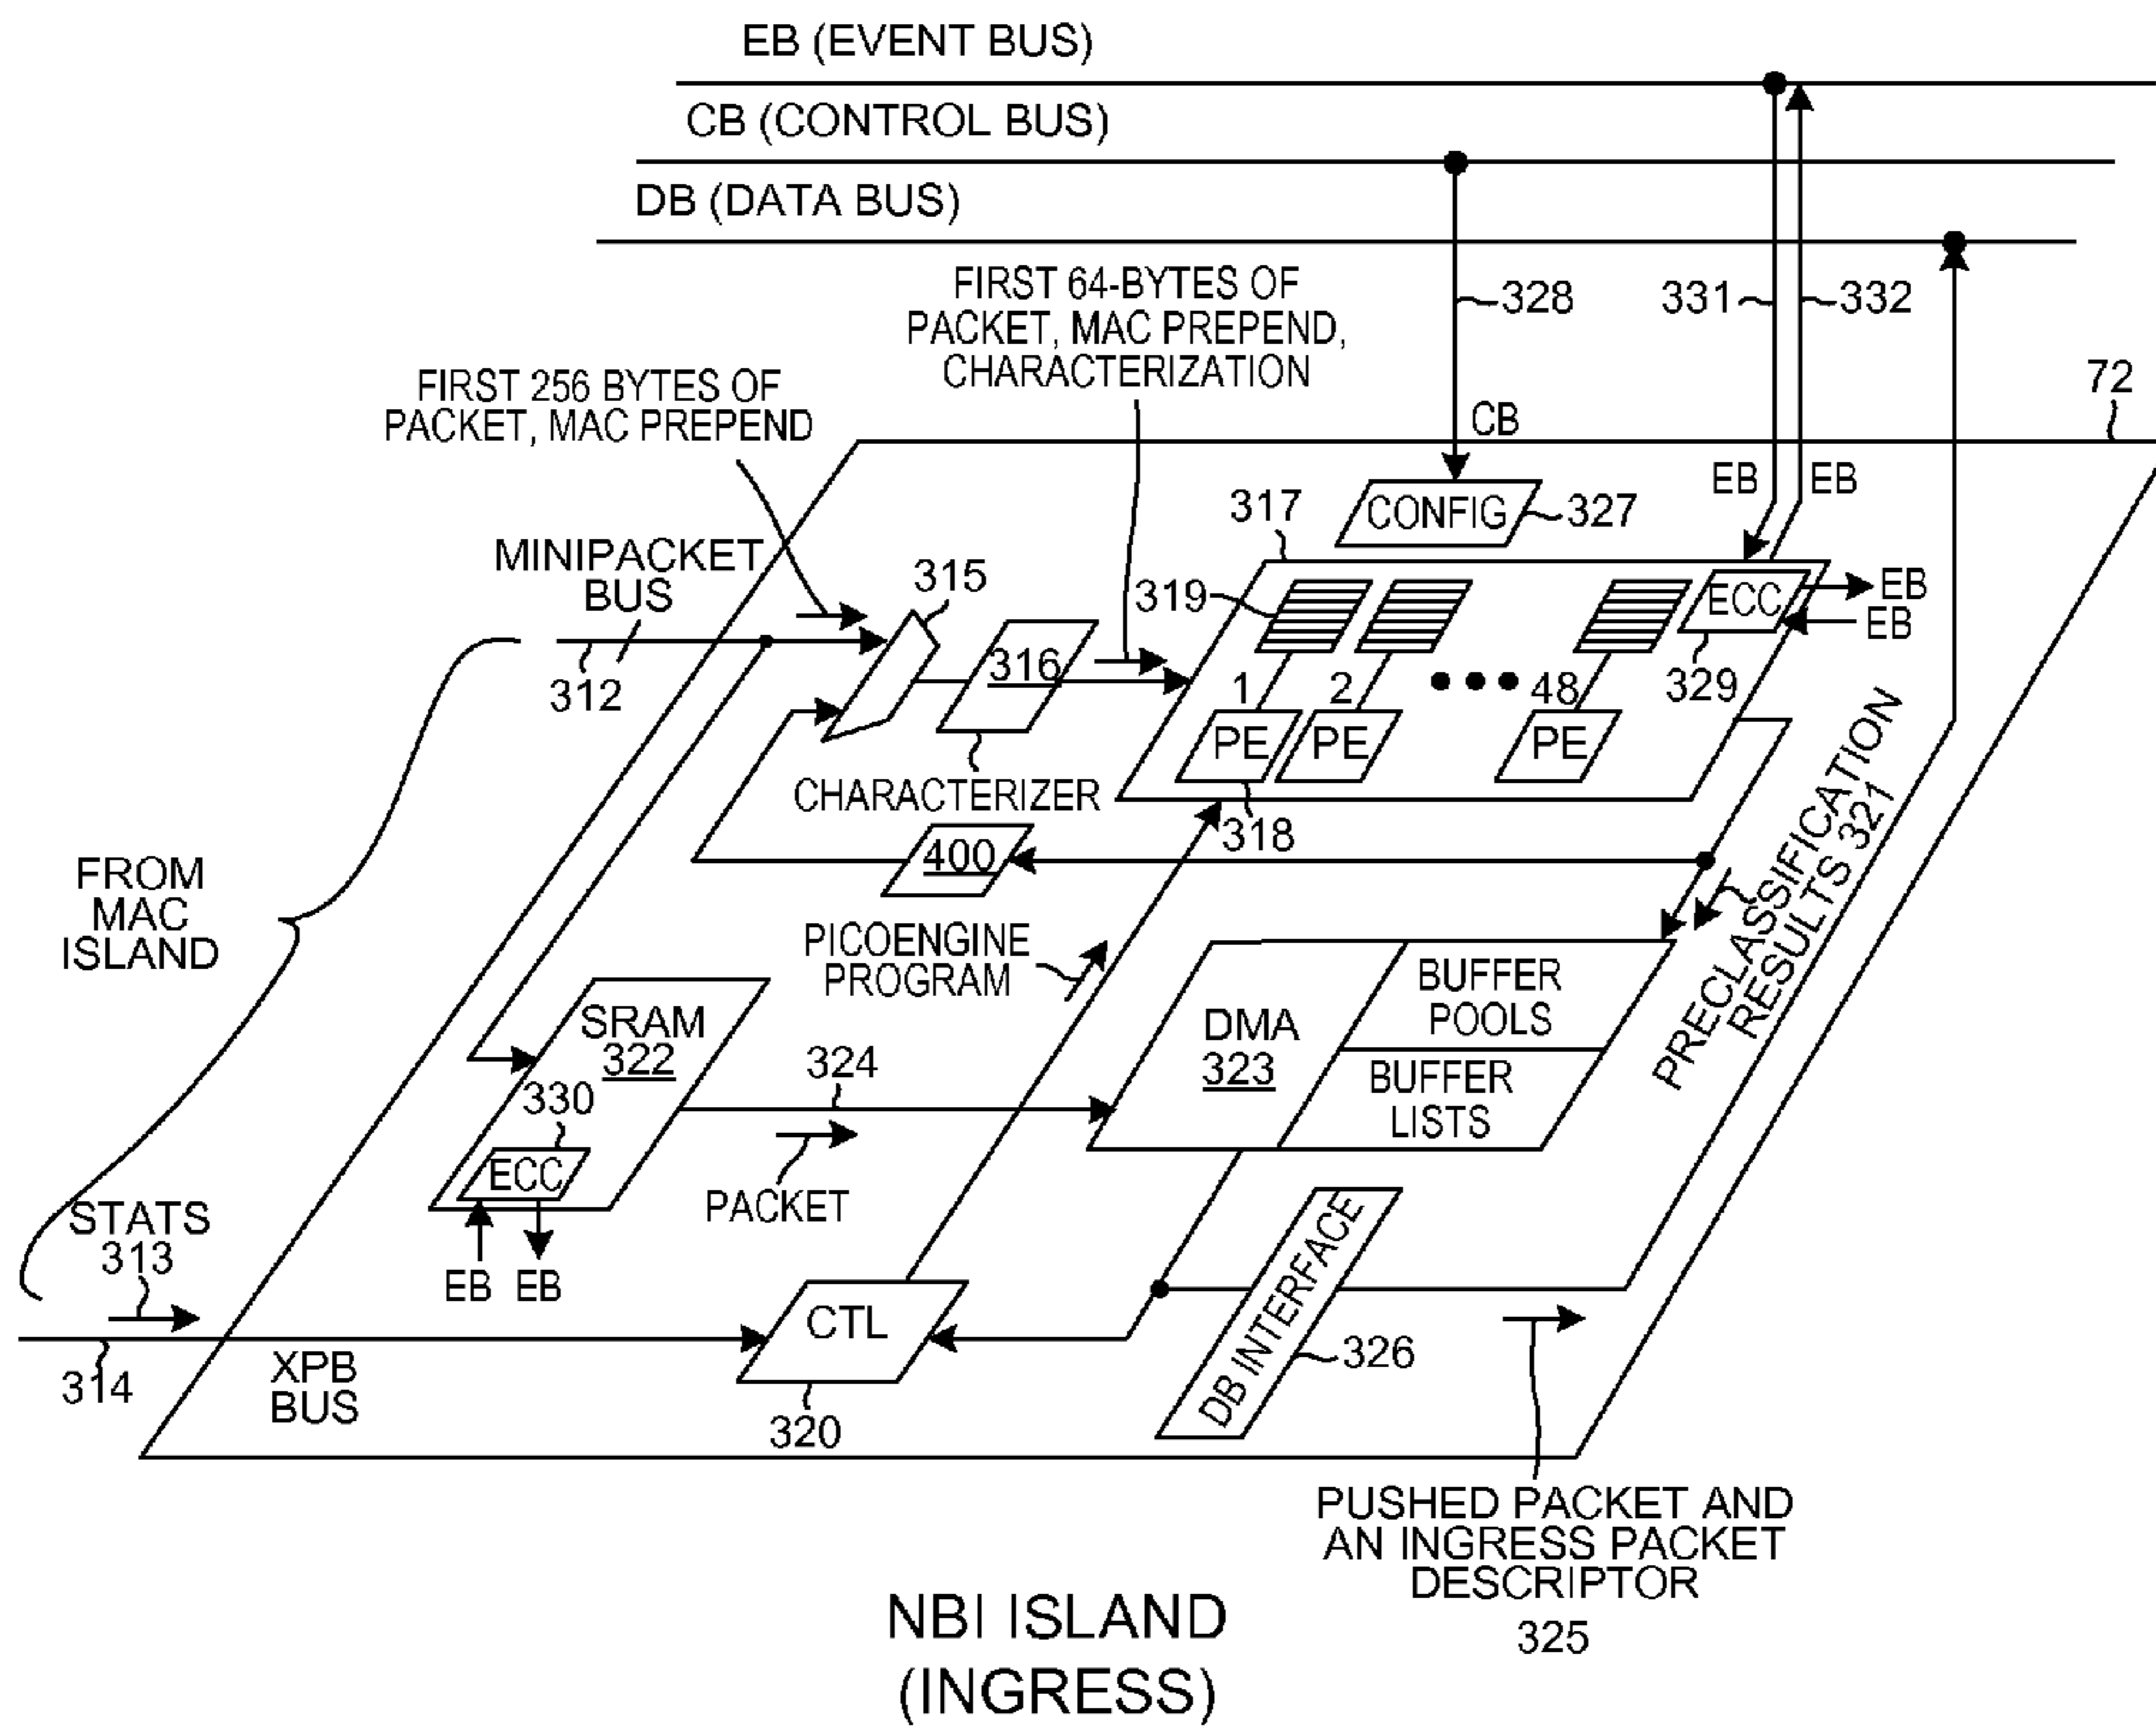 EB (EVENT BUS)
CB (CONTROL BUS)
DB (DATA BUS)
FIRST 64-BYTES OF
PACKET, MAC PREPEND,
CHARACTERIZATION
328
331
332
72
FIRST 256 BYTES OF
PACKET, MAC PREPEND
CB
EB
EB
CONFIG
327
317
MINIPACKET
BUS
315
319
ECC
EB
EB
312
316
1
2
48
329
PE
PE
PE
CHARACTERIZER
318
400
FROM
MAC
ISLAND
PICOENGINE
PROGRAM
PRECLASSIFICATION
RESULTS 321
SRAM
322
330
ECC
324
PACKET
DMA
323
BUFFER
POOLS
BUFFER
LISTS
STATS
313
EB
EB
CTL
DB INTERFACE
326
314
XPB
BUS
320
PUSHED PACKET AND
AN INGRESS PACKET
DESCRIPTOR
325
NBI ISLAND
(INGRESS)